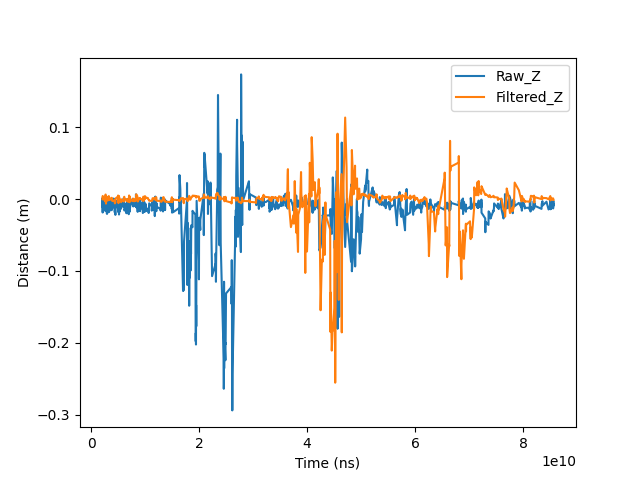 Raw_Z
Filtered_Z
0.1
0.0
−0.1
−0.2
−0.3
Distance (m)
0
2
4
6
8
1e10
Time (ns)